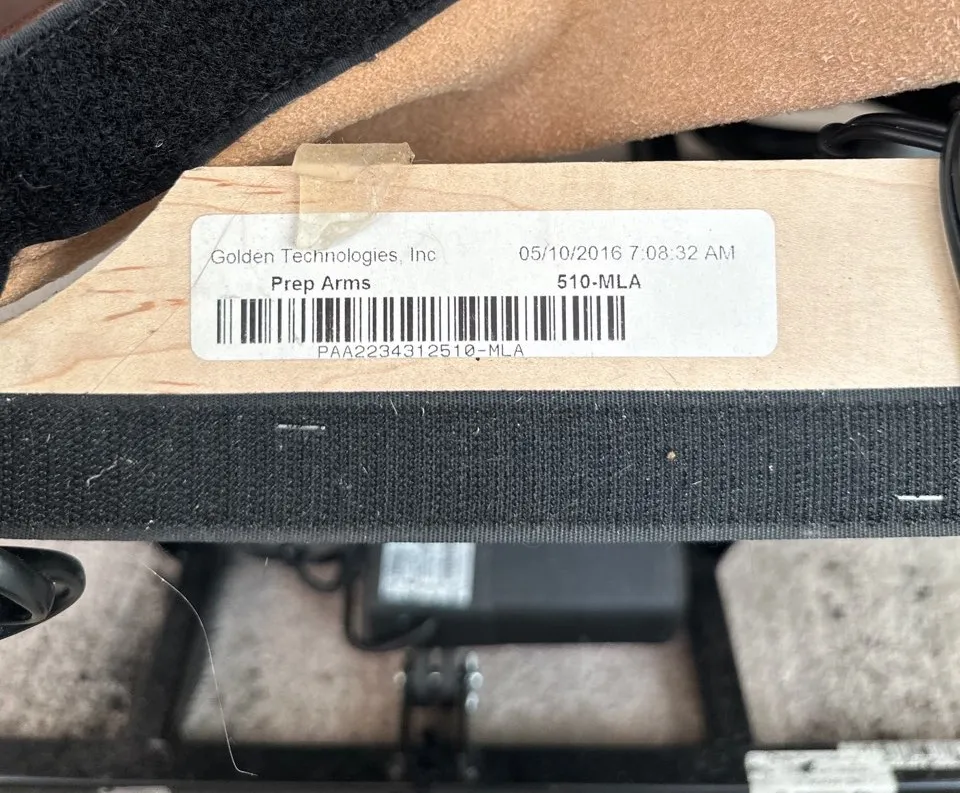 Golden Technologies, Inc 05/10/2016 7:08:32 AM
Prep Arms 510-MLA
PAA2234312510-MLA